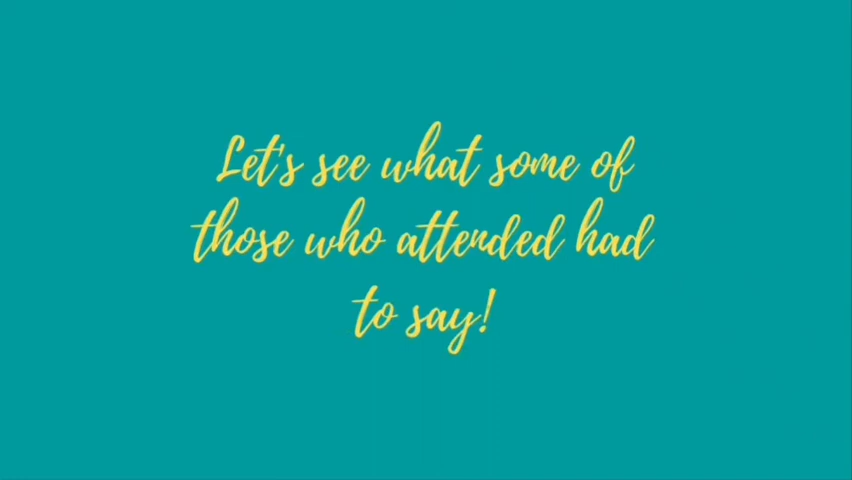 Let's see what some of
those who attended had
to say!